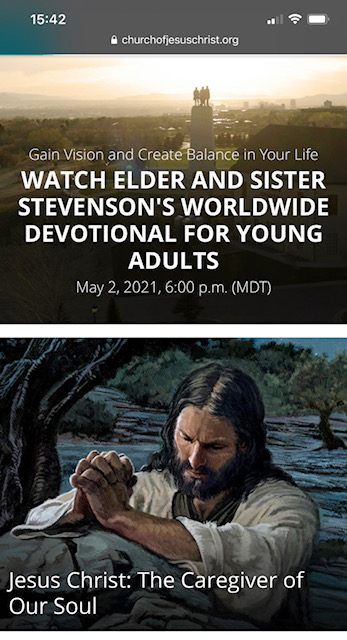 15:42
churchofjesuschrist.org
Gain Vision and Create Balance in Your Life
WATCH ELDER AND SISTER
STEVENSON'S WORLDWIDE
DEVOTIONAL FOR YOUNG
ADULTS
May 2, 2021, 6:00 p.m. (MDT)
Jesus Christ: The Caregiver of
Our Soul